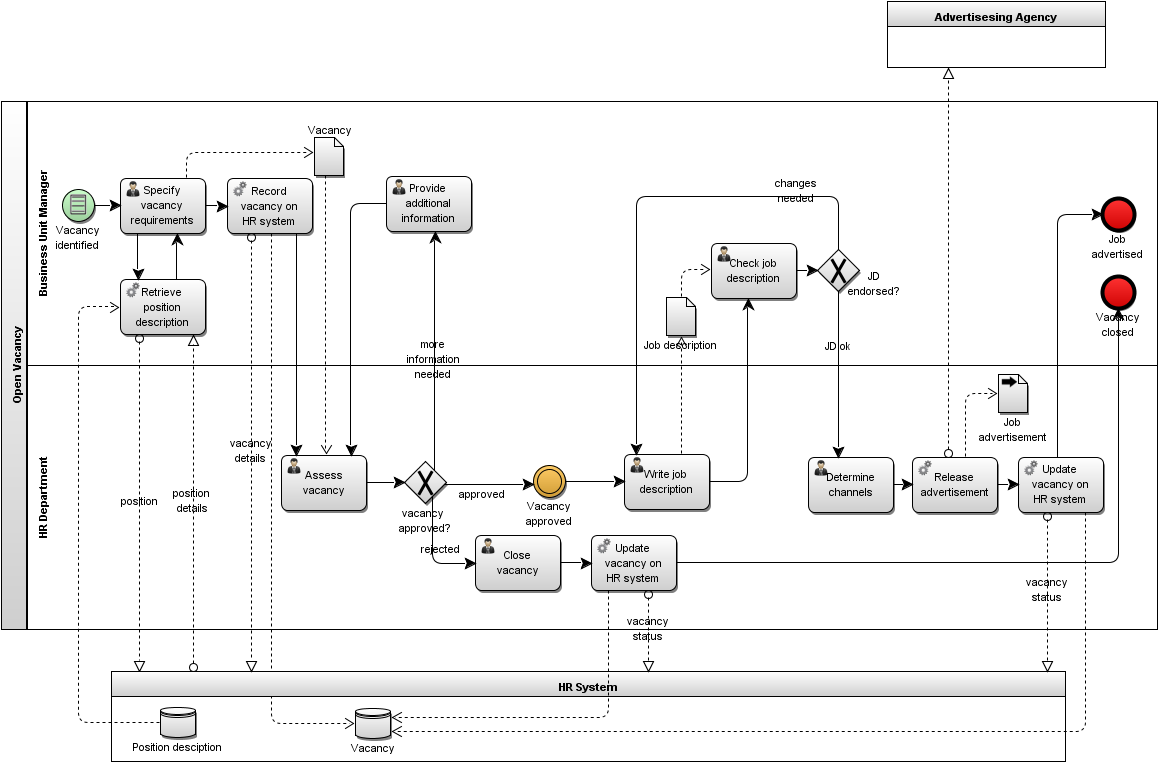 Advertisesing Agency
Open Vacancy
Business Unit Manager
Vacancy
identified
Specify
vacancy
requirements
Record
vacancy on
HR system
Vacancy
Provide
additional
information
Retrieve
position
description
more
information
needed
changes
needed
Check job
description
JD
endorsed?
Job description
JD ok
Job
advertised
Vacancy
closed
HR Department
position
position
details
vacancy
details
Assess
vacancy
vacancy
approved?
approved
rejected
Vacancy
approved
Close
vacancy
Update
vacancy on
HR system
vacancy
status
Write job
description
Determine
channels
Release
advertisement
Job
advertisement
Update
vacancy on
HR system
vacancy
status
HR System
Position desciption
Vacancy